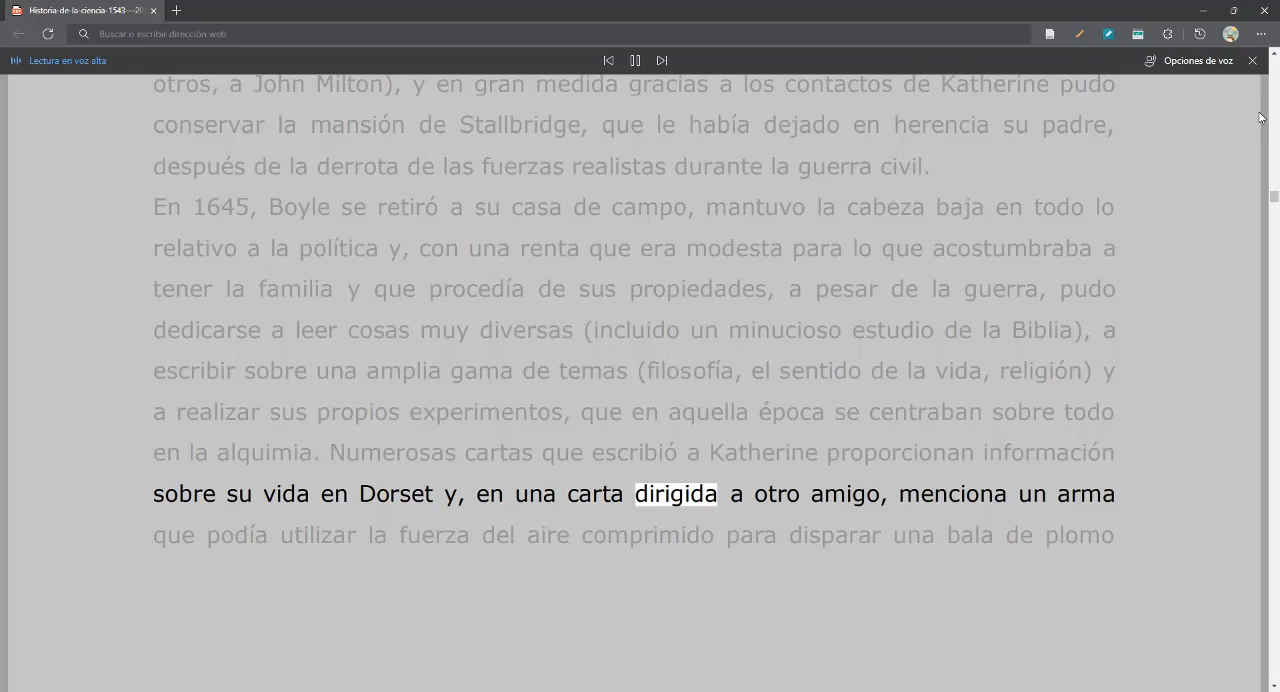 Historia-de-la-ciencia-1543---20
Buscar o escribir dirección web
Lectura en voz alta
Opciones de voz
otros, a John Milton), y en gran medida gracias a los contactos de Katherine pudo
conservar la mansión de Stallbridge, que le había dejado en herencia su padre,
después de la derrota de las fuerzas realistas durante la guerra civil.
En 1645, Boyle se retiró a su casa de campo, mantuvo la cabeza baja en todo lo
relativo a la política y, con una renta que era modesta para lo que acostumbraba a
tener la familia y que procedía de sus propiedades, a pesar de la guerra, pudo
dedicarse a leer cosas muy diversas (incluido un minucioso estudio de la Biblia), a
escribir sobre una amplia gama de temas (filosofía, el sentido de la vida, religión) y
a realizar sus propios experimentos, que en aquella época se centraban sobre todo
en la alquimia. Numerosas cartas que escribió a Katherine proporcionan información
sobre su vida en Dorset y, en una carta dirigida a otro amigo, menciona un arma
que podía utilizar la fuerza del aire comprimido para disparar una bala de plomo